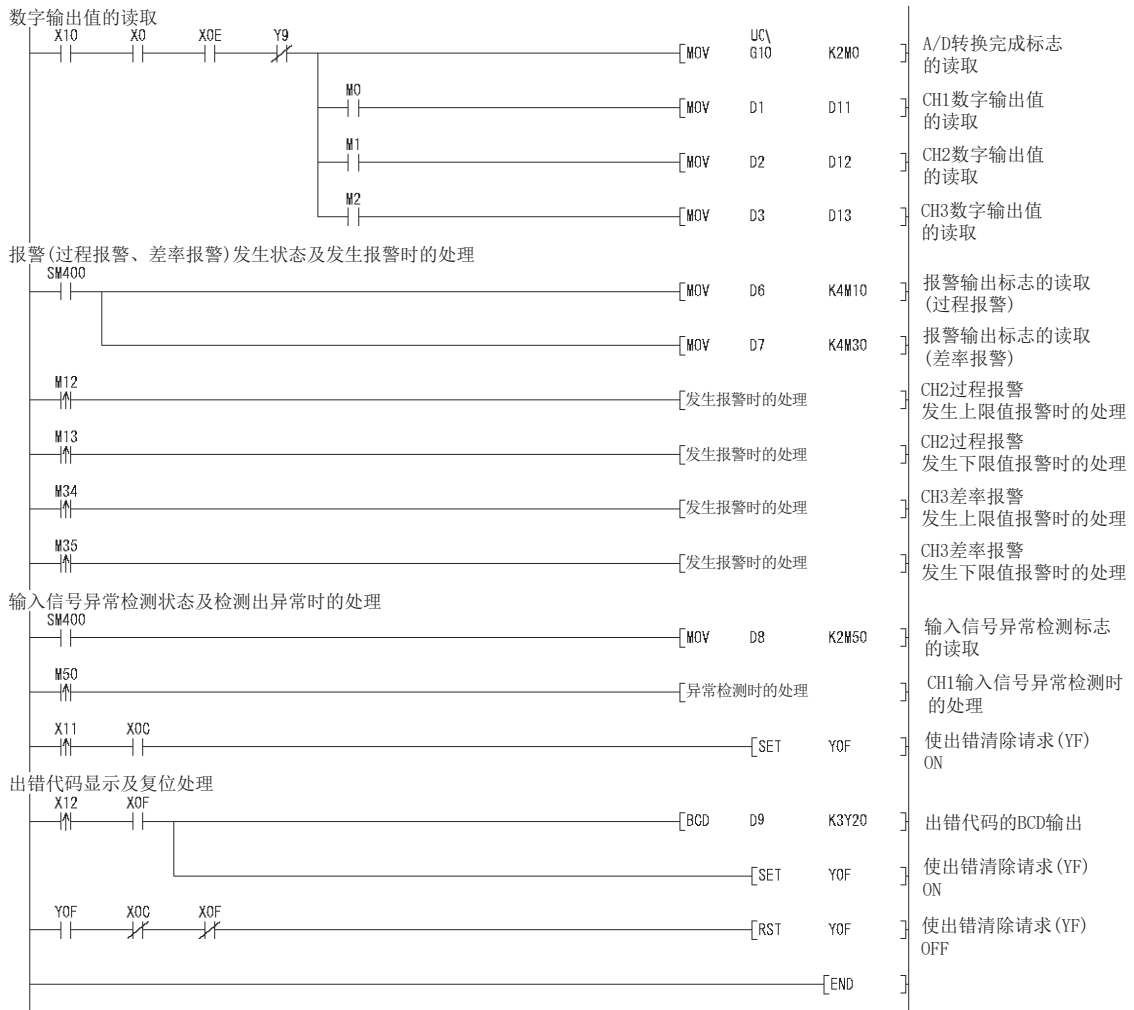 数字输出值的读取
X10 X0 X0E Y9
MOV U0\ G10 K2M0 A/D转换完成标志
的读取
M0
MOV D1 D11 CH1数字输出值
的读取
M1
MOV D2 D12 CH2数字输出值
的读取
M2
MOV D3 D13 CH3数字输出值
的读取
报警(过程报警、差率报警)发生状态及发生报警时的处理
SM400
MOV D6 K4M10 报警输出标志的读取
(过程报警)
MOV D7 K4M30 报警输出标志的读取
(差率报警)
M12
发生报警时的处理 CH2过程报警
发生上限值报警时的处理
M13
发生报警时的处理 CH2过程报警
发生下限值报警时的处理
M34
发生报警时的处理 CH3差率报警
发生上限值报警时的处理
M35
发生报警时的处理 CH3差率报警
发生下限值报警时的处理
输入信号异常检测状态及检测出异常时的处理
SM400
MOV D8 K2M50 输入信号异常检测标志
的读取
M50
异常检测时的处理 CH1输入信号异常检测时
的处理
X11 X0C
SET Y0F 使出错清除请求(YF)
ON
出错代码显示及复位处理
X12 X0F
BCD D9 K3Y20 出错代码的BCD输出
SET Y0F 使出错清除请求(YF)
ON
Y0F X0C X0F
RST Y0F 使出错清除请求(YF)
OFF
END